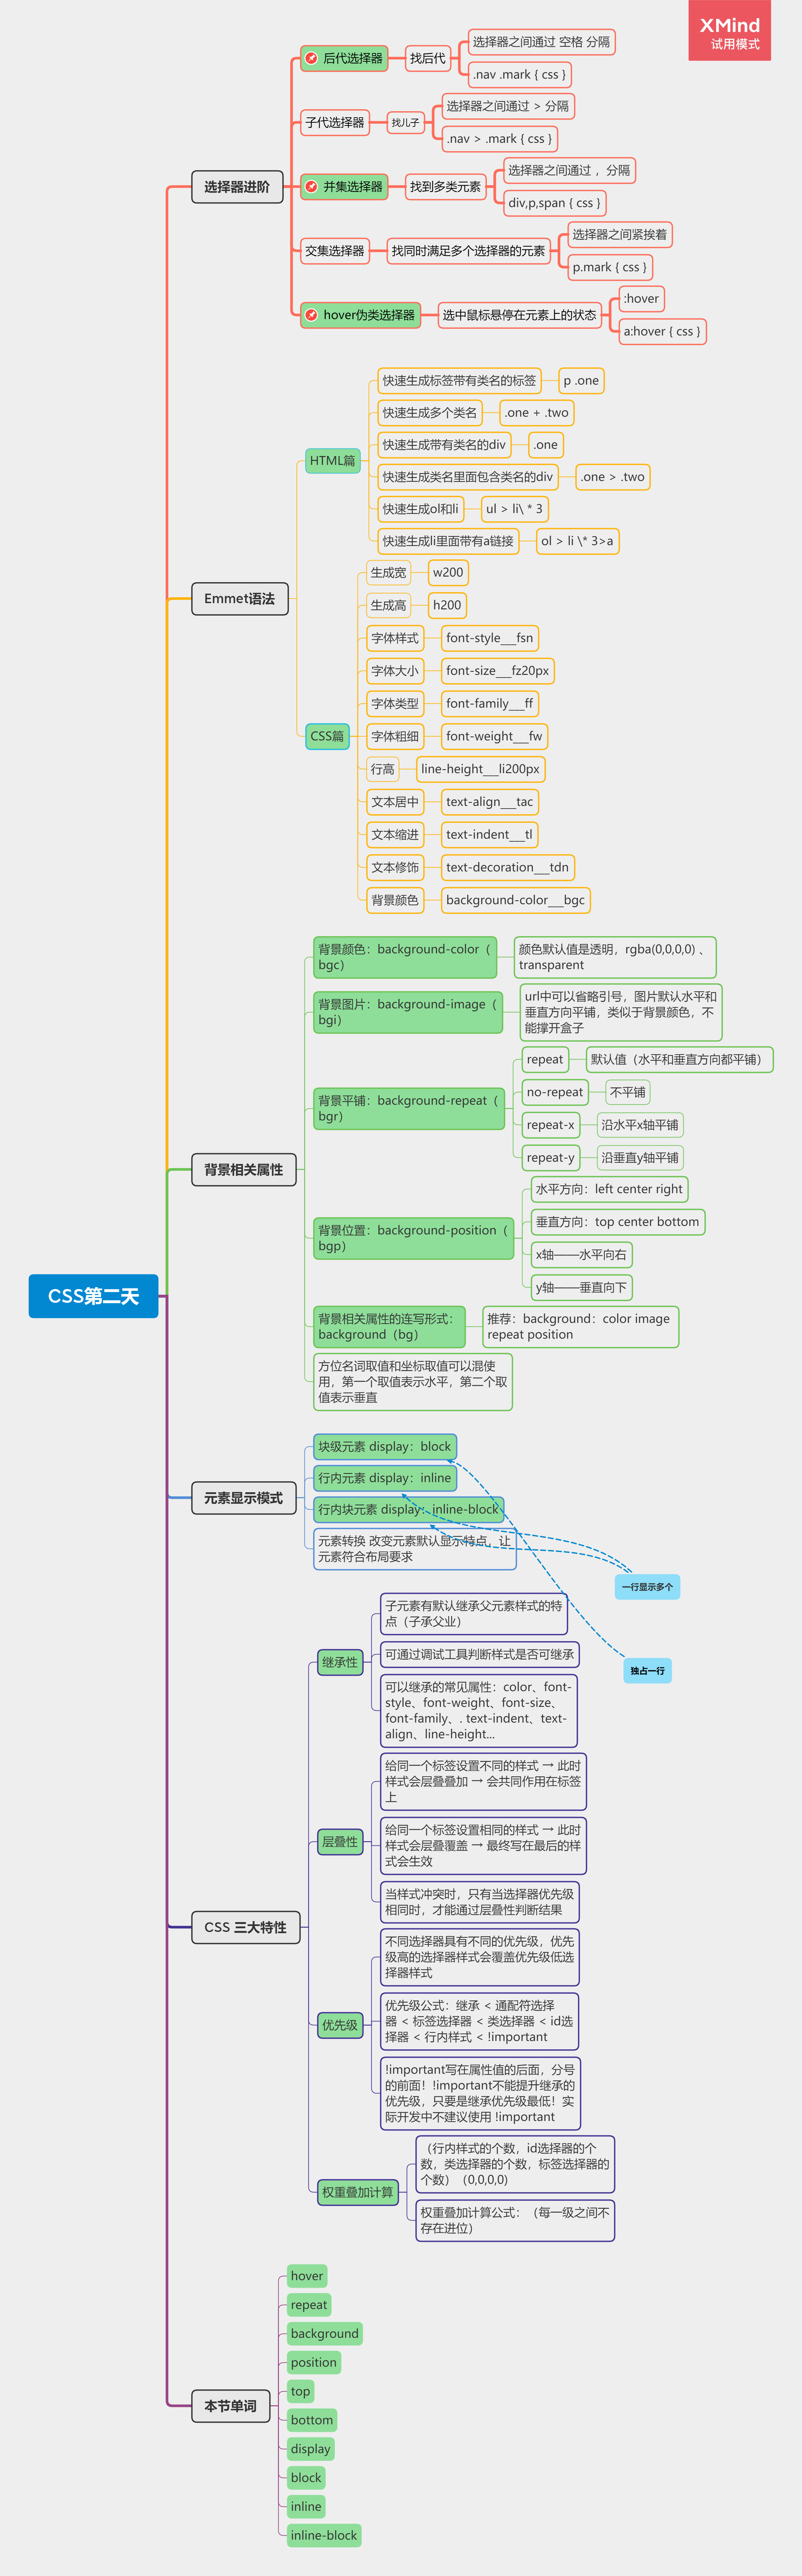 XMind
试用模式
CSS第二天
选择器进阶
后代选择器
找后代
选择器之间通过 空格 分隔
.nav .mark { css }
子代选择器
找儿子
选择器之间通过 > 分隔
.nav > .mark { css }
并集选择器
找到多类元素
选择器之间通过 ，分隔
div,p,span { css }
交集选择器
找同时满足多个选择器的元素
选择器之间紧挨着
p.mark { css }
hover伪类选择器
选中鼠标悬停在元素上的状态
:hover
a:hover { css }
Emmet语法
HTML篇
快速生成标签带有类名的标签
p .one
快速生成多个类名
.one + .two
快速生成带有类名的div
.one
快速生成类名里面包含类名的div
.one > .two
快速生成ol和li
ul > li\ * 3
快速生成li里面带有a链接
ol > li \* 3>a
CSS篇
生成宽
w200
生成高
h200
字体样式
font-style___fsn
字体大小
font-size___fz20px
字体类型
font-family___ff
字体粗细
font-weight___fw
行高
line-height___li200px
文本居中
text-align___tac
文本缩进
text-indent___tl
文本修饰
text-decoration___tdn
背景颜色
background-color___bgc
背景相关属性
背景颜色：background-color（
bgc）
颜色默认值是透明，rgba(0,0,0,0) 、
transparent
背景图片：background-image（
bgi）
url中可以省略引号，图片默认水平和
垂直方向平铺，类似于背景颜色，不
能撑开盒子
背景平铺：background-repeat（
bgr）
repeat
默认值（水平和垂直方向都平铺）
no-repeat
不平铺
repeat-x
沿水平x轴平铺
repeat-y
沿垂直y轴平铺
背景位置：background-position（
bgp）
水平方向：left center right
垂直方向：top center bottom
x轴——水平向右
y轴——垂直向下
背景相关属性的连写形式：
background（bg）
推荐：background：color image
repeat position
方位名词取值和坐标取值可以混使
用，第一个取值表示水平，第二个取
值表示垂直
元素显示模式
块级元素 display：block
行内元素 display：inline
行内块元素 display：inline-block
元素转换 改变元素默认显示特点，让
元素符合布局要求
一行显示多个
独占一行
CSS 三大特性
继承性
子元素有默认继承父元素样式的特
点（子承父业）
可通过调试工具判断样式是否可继承
可以继承的常见属性：color、font-
style、font-weight、font-size、
font-family、. text-indent、text-
align、line-height...
层叠性
给同一个标签设置不同的样式 → 此时
样式会层叠叠加 → 会共同作用在标签
上
给同一个标签设置相同的样式 → 此时
样式会层叠覆盖 → 最终写在最后的样
式会生效
当样式冲突时，只有当选择器优先级
相同时，才能通过层叠性判断结果
优先级
不同选择器具有不同的优先级，优先
级高的选择器样式会覆盖优先级低选
择器样式
优先级公式：继承 < 通配符选择
器 < 标签选择器 < 类选择器 < id选
择器 < 行内样式 < !important
!important写在属性值的后面，分号
的前面！!important不能提升继承的
优先级，只要是继承优先级最低！实
际开发中不建议使用 !important
权重叠加计算
（行内样式的个数，id选择器的个
数，类选择器的个数，标签选择器的
个数）（0,0,0,0)
权重叠加计算公式：（每一级之间不
存在进位）
本节单词
hover
repeat
background
position
top
bottom
display
block
inline
inline-block